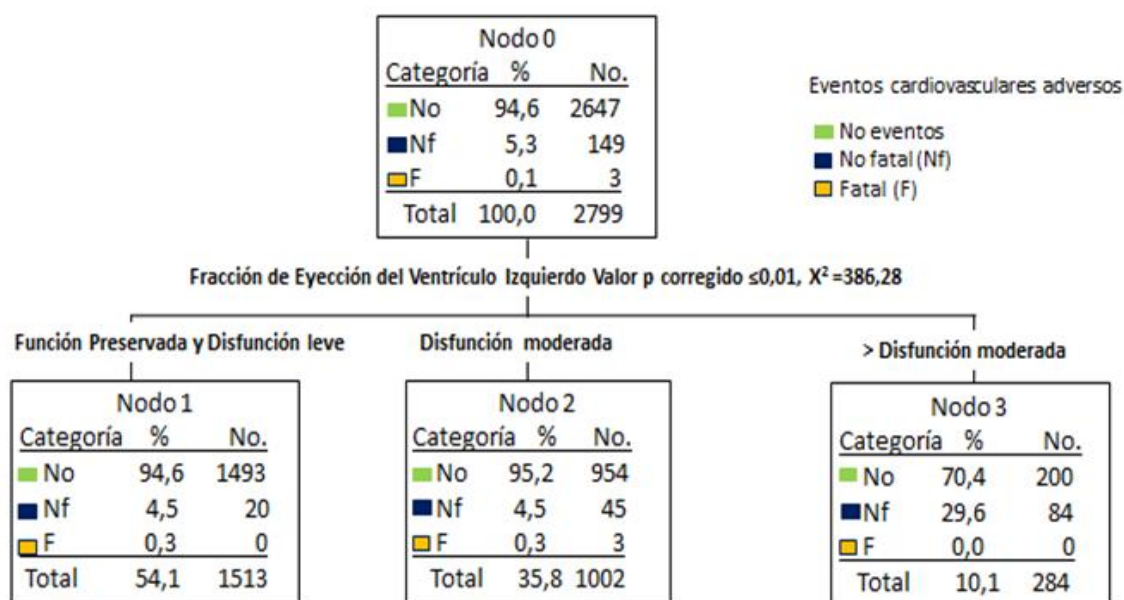 Nodo 0
Categoría % No.
No 94,6 2647
Nf 5,3 149
F 0,1 3
Total 100,0 2799
Eventos cardiovasculares adversos
No eventos
No fatal (Nf)
Fatal (F)
Fracción de Eyección del Ventrículo Izquierdo Valor p corregido ≤0,01, X² =386,28
Función Preservada y Disfunción leve
Nodo 1
Categoría % No.
No 94,6 1493
Nf 4,5 20
F 0,3 0
Total 54,1 1513
Disfunción moderada
Nodo 2
Categoría % No.
No 95,2 954
Nf 4,5 45
F 0,3 3
Total 35,8 1002
> Disfunción moderada
Nodo 3
Categoría % No.
No 70,4 200
Nf 29,6 84
F 0,0 0
Total 10,1 284